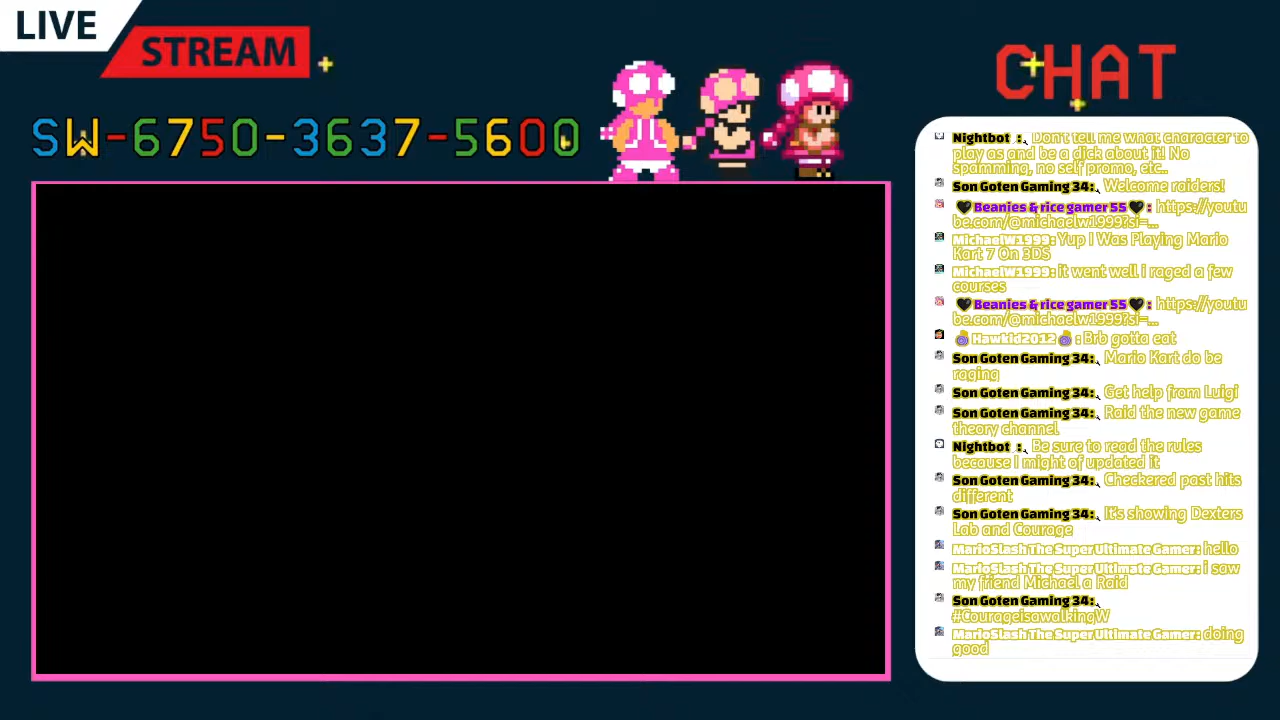 LIVE
STREAM
CHAT
SW-6750-3637-5600
Nightbot : Don't tell me what character to
play as and be a dick about it! No
spamming, no self promo, etc..
Son Goten Gaming 34: Welcome raiders!
🖤Beanies & rice gamer 55🖤: https://youtu
be.com/@michaelw1999?si=...
MichaelW1999: Yup I Was Playing Mario
Kart 7 On 3DS
MichaelW1999: it went well i raged a few
courses
🖤Beanies & rice gamer 55🖤: https://youtu
be.com/@michaelw1999?si=...
Hawkid2012 : Brb gotta eat
Son Goten Gaming 34: Mario Kart do be
raging
Son Goten Gaming 34: Get help from Luigi
Son Goten Gaming 34: Raid the new game
theory channel
Nightbot : Be sure to read the rules
because I might of updated it
Son Goten Gaming 34: Checkered past hits
different
Son Goten Gaming 34: It's showing Dexters
Lab and Courage
MarioSlash The Super Ultimate Gamer: hello
MarioSlash The Super Ultimate Gamer: i saw
my friend Michael a Raid
Son Goten Gaming 34:
#CourageisawalkingW
MarioSlash The Super Ultimate Gamer: doing
good